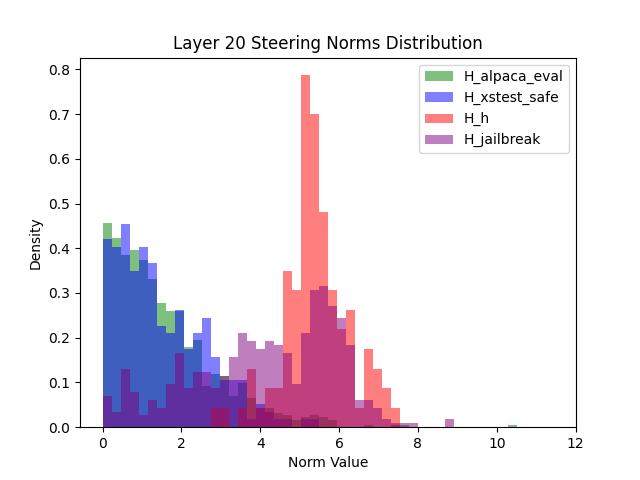 Layer 20 Steering Norms Distribution
H_alpaca_eval
H_xstest_safe
H_h
H_jailbreak
Density
0.8
0.7
0.6
0.5
0.4
0.3
0.2
0.1
0.0
0 2 4 6 8 10 12
Norm Value